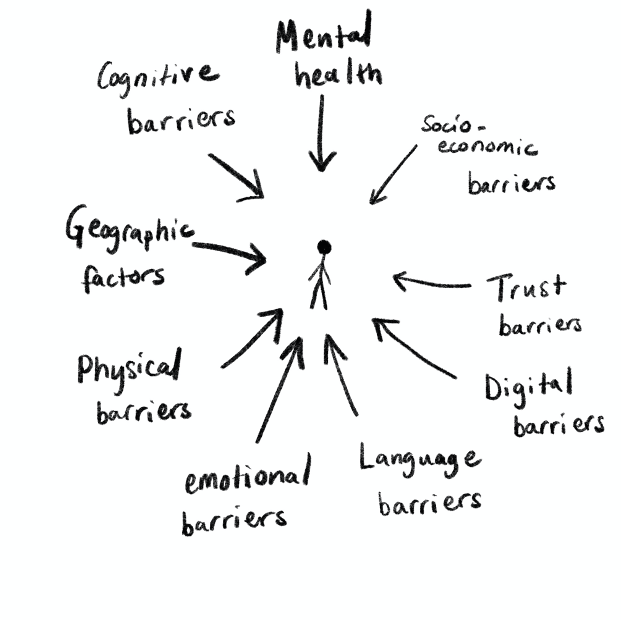 Mental
health
Cognitive
barriers
Socio-
economic
barriers
Geographic
factors
Trust
barriers
Physical
barriers
Digital
barriers
emotional
barriers
Language
barriers